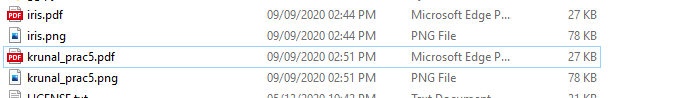 iris.pdf 09/09/2020 02:44 PM Microsoft Edge P... 27 KB
iris.png 09/09/2020 02:44 PM PNG File 78 KB
krunal_prac5.pdf 09/09/2020 02:51 PM Microsoft Edge P... 27 KB
krunal_prac5.png 09/09/2020 02:51 PM PNG File 78 KB